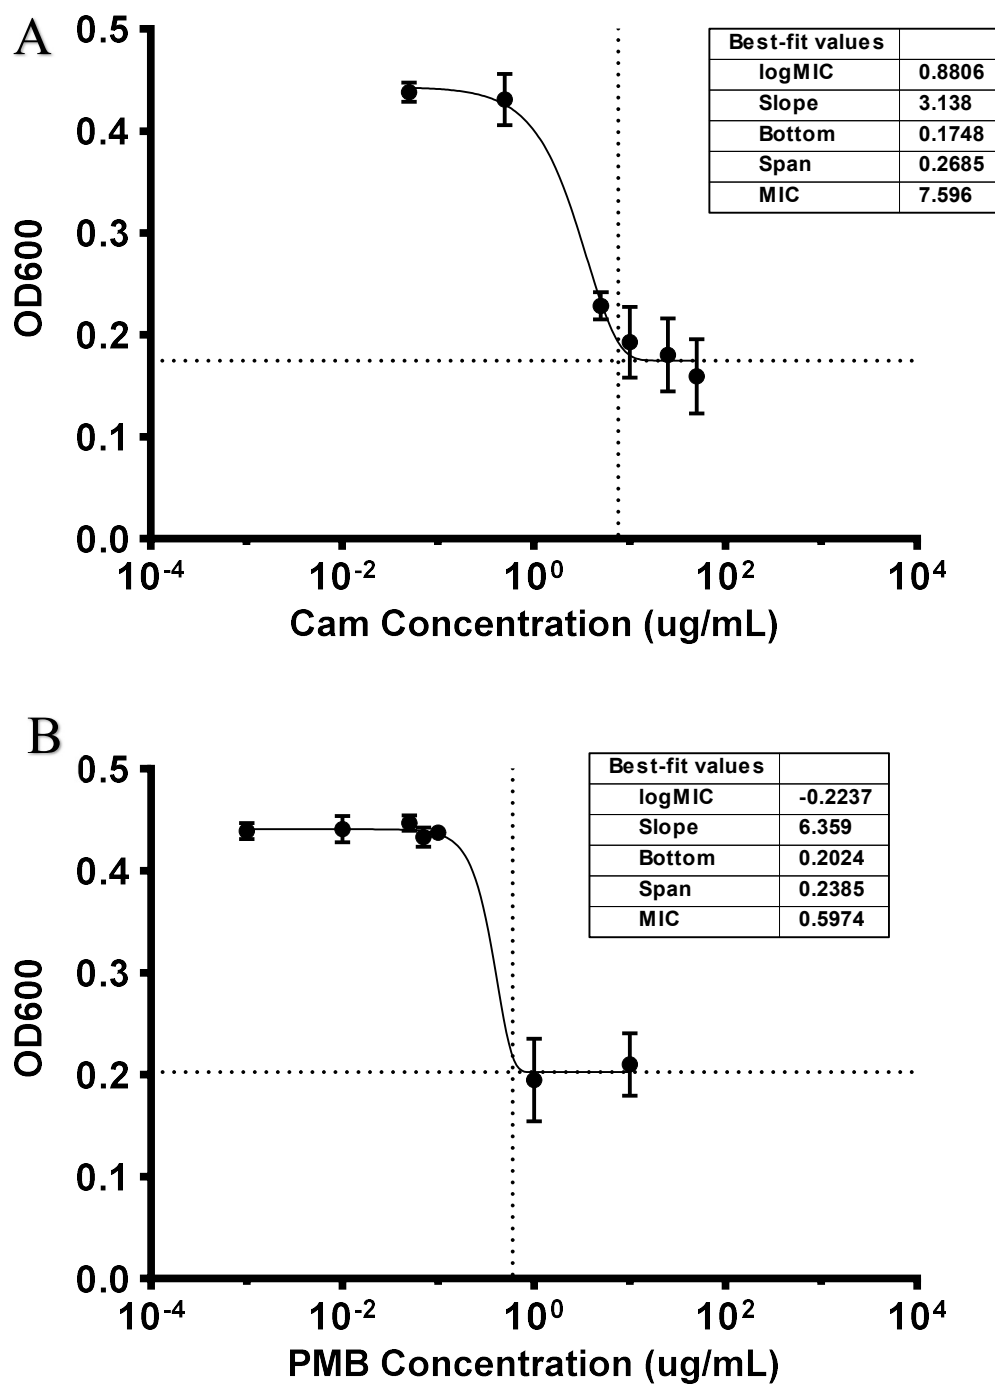 A
0.5
0.4
0.3
0.2
0.1
0.0
OD600
10-4 10-2 100 102 104
Cam Concentration (ug/mL)
Best-fit values
logMIC 0.8806
Slope 3.138
Bottom 0.1748
Span 0.2685
MIC 7.596
B
0.5
0.4
0.3
0.2
0.1
0.0
OD600
10-4 10-2 100 102 104
PMB Concentration (ug/mL)
Best-fit values
logMIC -0.2237
Slope 6.359
Bottom 0.2024
Span 0.2385
MIC 0.5974